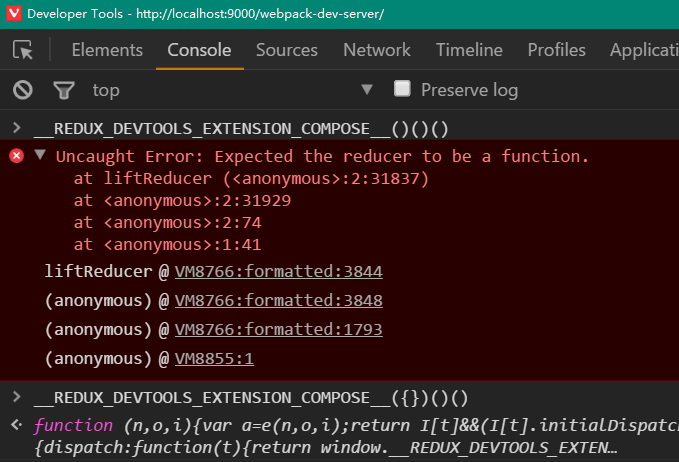 Developer Tools - http://localhost:9000/webpack-dev-server/
Elements Console Sources Network Timeline Profiles Applicati
top Preserve log
> __REDUX_DEVTOOLS_EXTENSION_COMPOSE__()()()
Uncaught Error: Expected the reducer to be a function.
at liftReducer (<anonymous>:2:31837)
at <anonymous>:2:31929
at <anonymous>:2:74
at <anonymous>:1:41
liftReducer @ VM8766:formatted:3844
(anonymous) @ VM8766:formatted:3848
(anonymous) @ VM8766:formatted:1793
(anonymous) @ VM8855:1
> __REDUX_DEVTOOLS_EXTENSION_COMPOSE__({})()()
function (n,o,i){var a=e(n,o,i);return I[t]&&(I[t].initialDispatc
{dispatch:function(t){return window.__REDUX_DEVTOOLS_EXTEN…